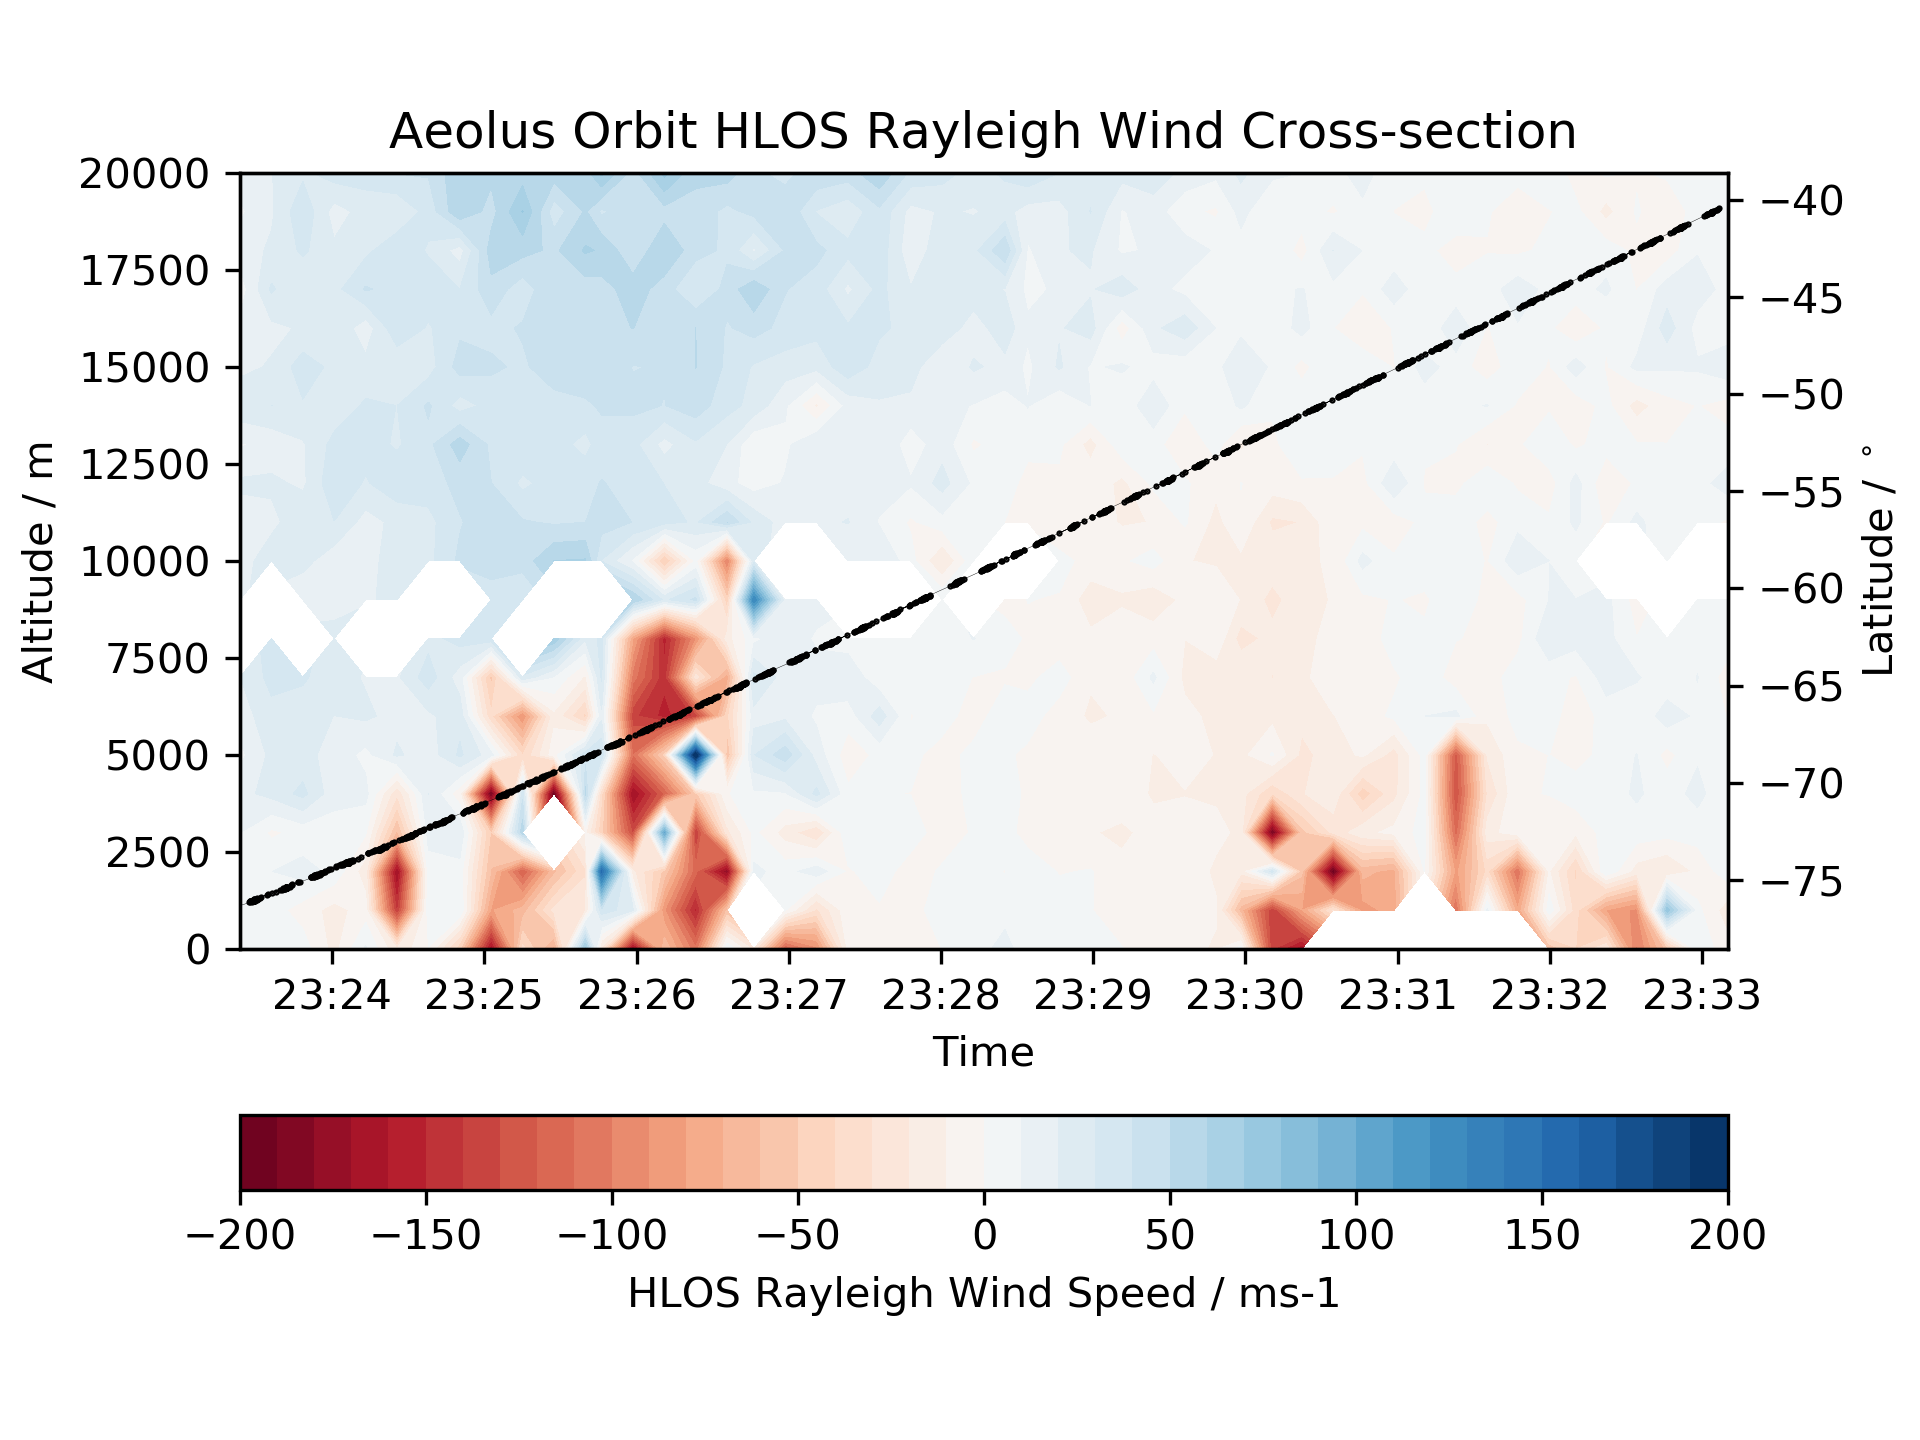 Aeolus Orbit HLOS Rayleigh Wind Cross-section
20000
17500
15000
12500
10000
7500
5000
2500
0
Altitude / m
−40
−45
−50
−55
−60
−65
−70
−75
Latitude / °
23:24 23:25 23:26 23:27 23:28 23:29 23:30 23:31 23:32 23:33
Time
−200 −150 −100 −50 0 50 100 150 200
HLOS Rayleigh Wind Speed / ms-1